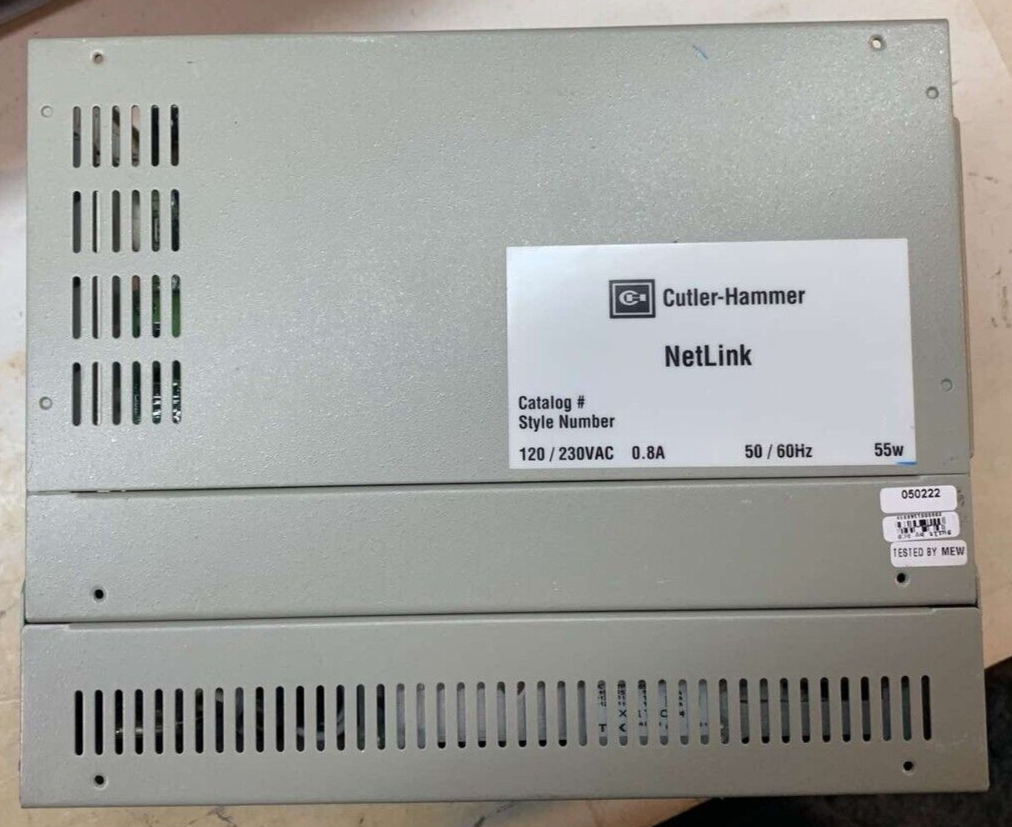 Cutler-Hammer
NetLink
Catalog #
Style Number
120 / 230VAC 0.8A 50 / 60Hz 55w
050222
TESTED BY MEW